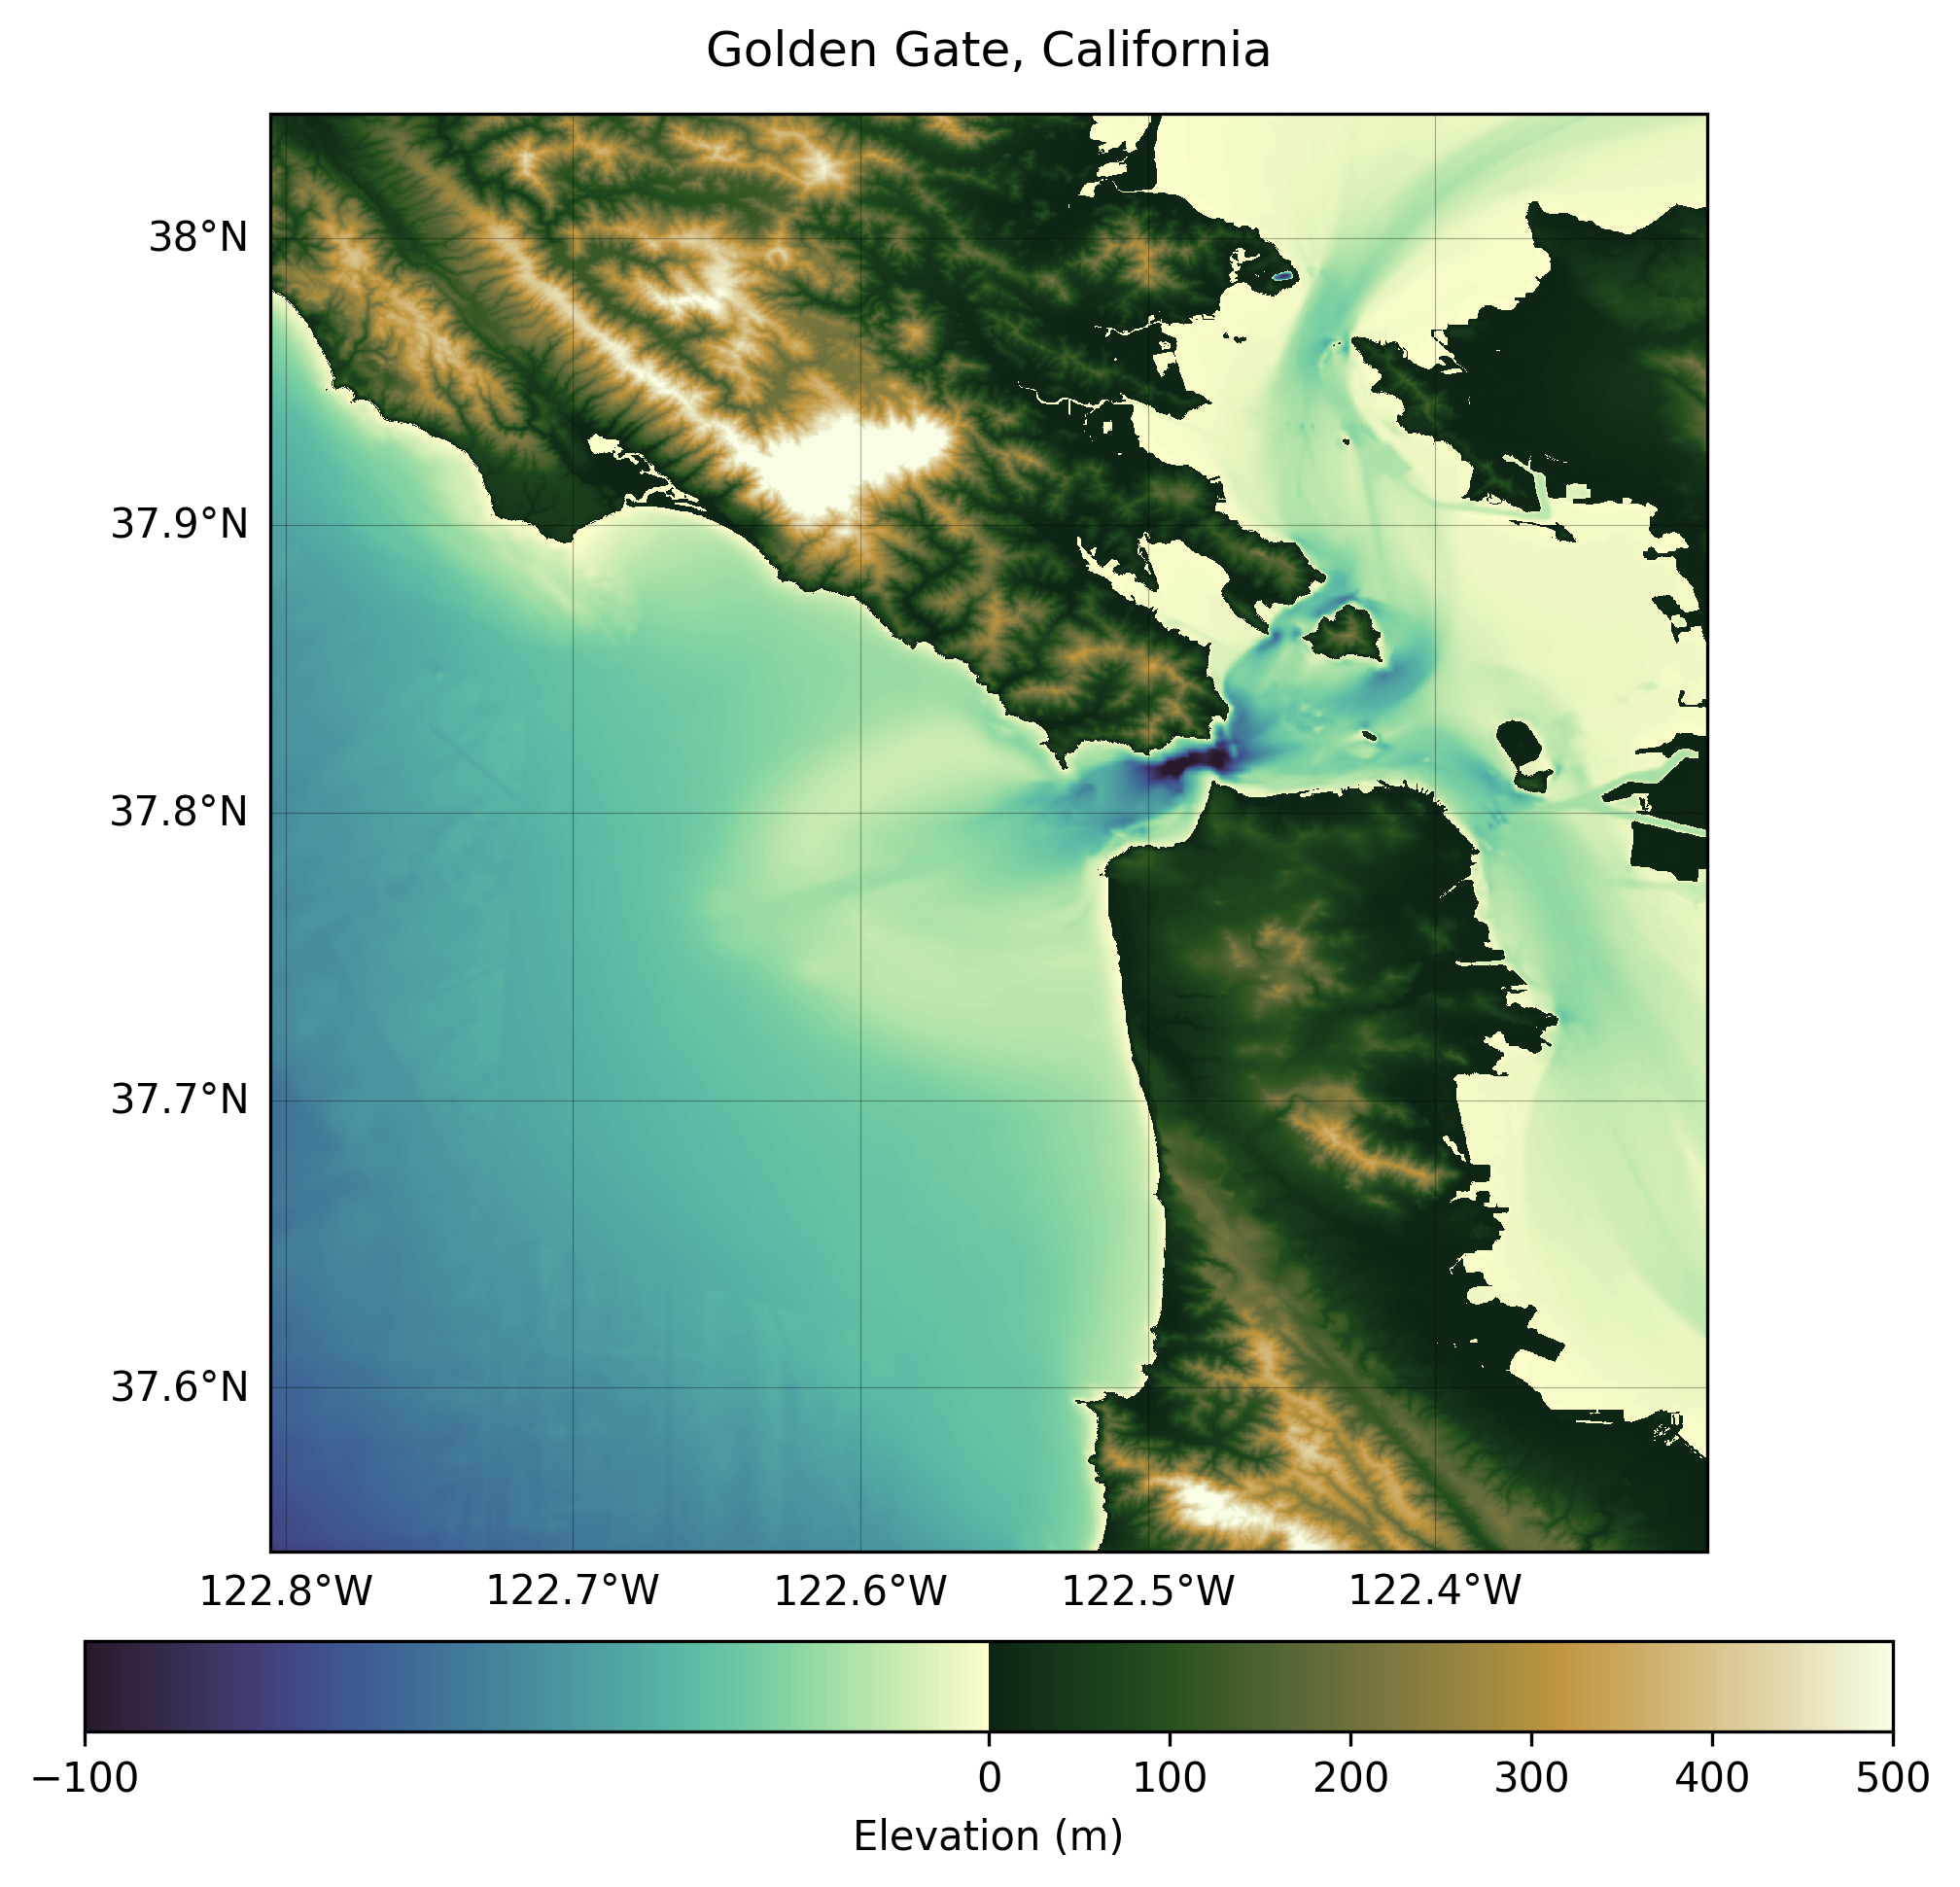 Golden Gate, California
38°N
37.9°N
37.8°N
37.7°N
37.6°N
122.8°W 122.7°W 122.6°W 122.5°W 122.4°W
−100 0 100 200 300 400 500
Elevation (m)